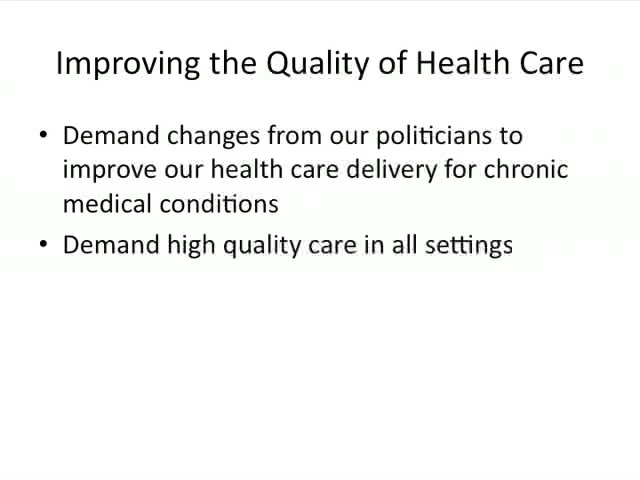 Improving the Quality of Health Care
• Demand changes from our politicians to
improve our health care delivery for chronic
medical conditions
• Demand high quality care in all settings